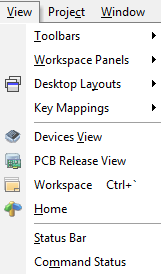 View Project Window
Toolbars
Workspace Panels
Desktop Layouts
Key Mappings
Devices View
PCB Release View
Workspace Ctrl+`
Home
Status Bar
Command Status